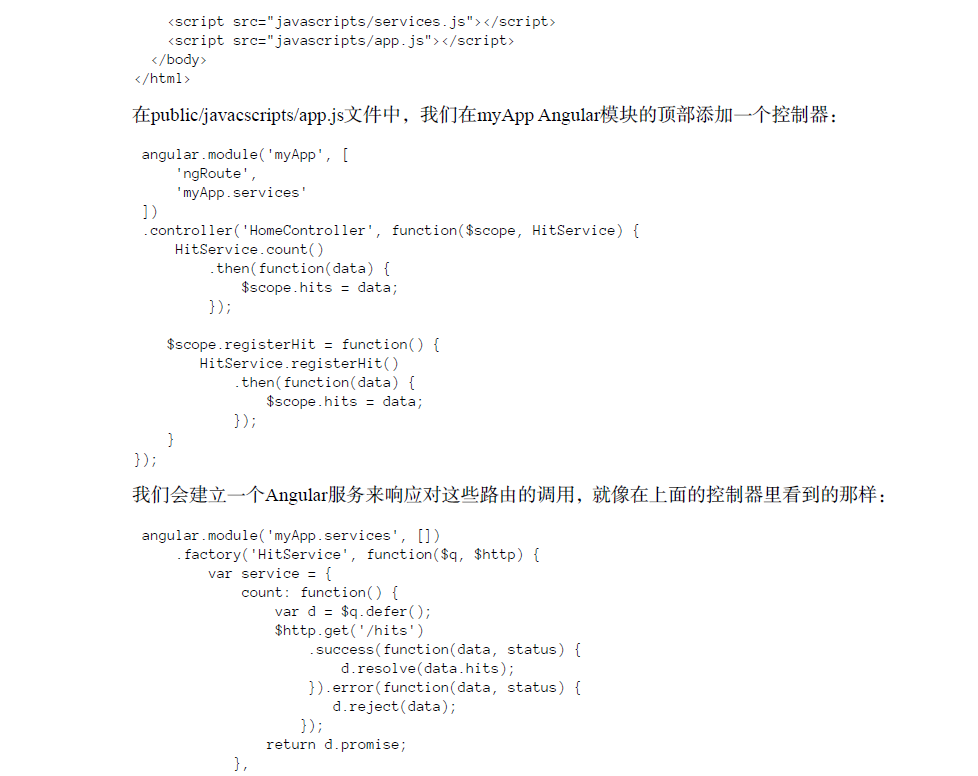 <script src="javascripts/services.js"></script>
<script src="javascripts/app.js"></script>
</body>
</html>
在public/javacscripts/app.js文件中，我们在myApp Angular模块的顶部添加一个控制器：
angular.module('myApp', [
'ngRoute',
'myApp.services'
])
.controller('HomeController', function($scope, HitService) {
HitService.count()
.then(function(data) {
$scope.hits = data;
});
$scope.registerHit = function() {
HitService.registerHit()
.then(function(data) {
$scope.hits = data;
});
}
});
我们会建立一个Angular服务来响应对这些路由的调用，就像在上面的控制器里看到的那样：
angular.module('myApp.services', [])
.factory('HitService', function($q, $http) {
var service = {
count: function() {
var d = $q.defer();
$http.get('/hits')
.success(function(data, status) {
d.resolve(data.hits);
}).error(function(data, status) {
d.reject(data);
});
return d.promise;
},